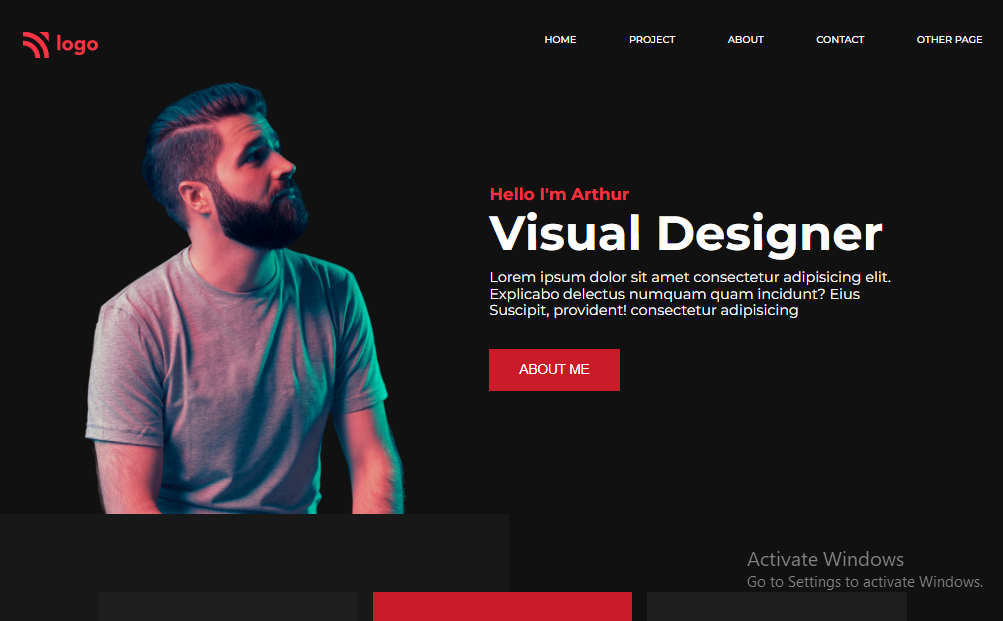 logo
HOME PROJECT ABOUT CONTACT OTHER PAGE
Hello I'm Arthur
Visual Designer
Lorem ipsum dolor sit amet consectetur adipisicing elit.
Explicabo delectus numquam quam incidunt? Eius
Suscipit, provident! consectetur adipisicing
ABOUT ME
Activate Windows
Go to Settings to activate Windows.